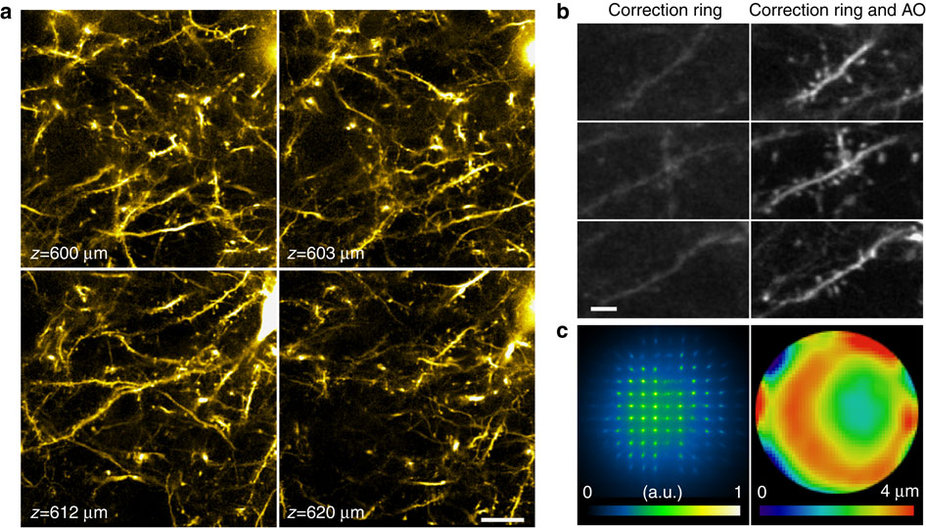 a
z=600 μm
z=603 μm
z=612 μm
z=620 μm
b
Correction ring
Correction ring and AO
c
0
(a.u.)
1
0
4 μm